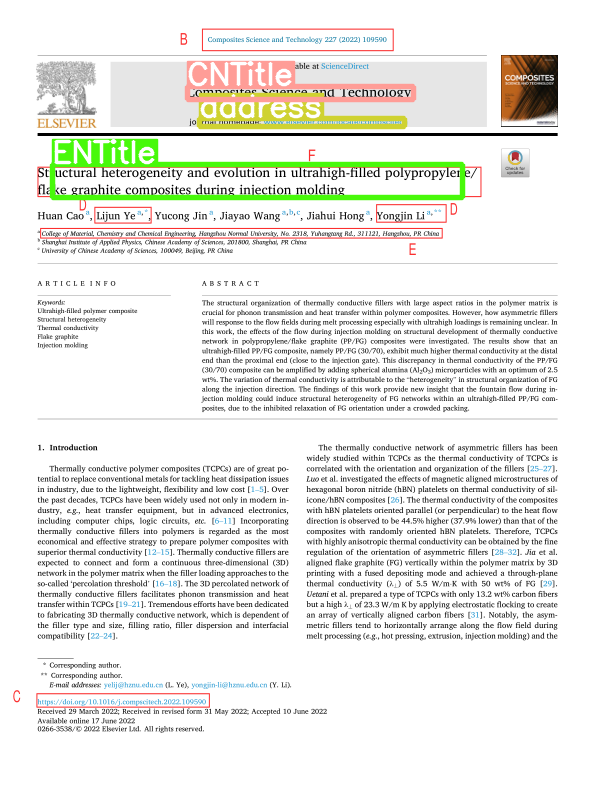 B
Composites Science and Technology 227 (2022) 109590
CNTitle
able at ScienceDirect
Composites Science and Technology
address
journal homepage:
ELSEVIER
COMPOSITES
SCIENCE AND
TECHNOLOGY
ENTitle
F
Structural heterogeneity and evolution in ultrahigh-filled polypropylene/
flake graphite composites during injection molding
Check for
updates
D
D
Huan Cao a, Lijun Ye a,*, Yucong Jin a, Jiayao Wang a,b,c, Jiahui Hong a, Yongjin Li a,**
a College of Material, Chemistry and Chemical Engineering, Hangzhou Normal University, No. 2318, Yuhangtang Rd., 311121, Hangzhou, PR China
b Shanghai Institute of Applied Physics, Chinese Academy of Sciences, 201800, Shanghai, PR China
c University of Chinese Academy of Sciences, 100049, Beijing, PR China
E
ARTICLE INFO
Keywords:
Ultrahigh-filled polymer composite
Structural heterogeneity
Thermal conductivity
Flake graphite
Injection molding
ABSTRACT
The structural organization of thermally conductive fillers with large aspect ratios in the polymer matrix is
crucial for phonon transmission and heat transfer within polymer composites. However, how asymmetric fillers
will response to the flow fields during melt processing especially with ultrahigh loadings is remaining unclear. In
this work, the effects of the flow during injection molding on structural development of thermally conductive
network in polypropylene/flake graphite (PP/FG) composites were investigated. The results show that an
ultrahigh-filled PP/FG composite, namely PP/FG (30/70), exhibit much higher thermal conductivity at the distal
end than the proximal end (close to the injection gate). This discrepancy in thermal conductivity of the PP/FG
(30/70) composite can be amplified by adding spherical alumina (Al₂O₃) microparticles with an optimum of 2.5
wt%. The variation of thermal conductivity is attributable to the "heterogeneity" in structural organization of FG
along the injection direction. The findings of this work provide new insight that the fountain flow during in-
jection molding could induce structural heterogeneity of FG networks within an ultrahigh-filled PP/FG com-
posites, due to the inhibited relaxation of FG orientation under a crowded packing.
1. Introduction
Thermally conductive polymer composites (TCPCs) are of great po-
tential to replace conventional metals for tackling heat dissipation issues
in industry, due to the lightweight, flexibility and low cost [1–5]. Over
the past decades, TCPCs have been widely used not only in modern in-
dustry, e.g., heat transfer equipment, but in advanced electronics,
including computer chips, logic circuits, etc. [6–11] Incorporating
thermally conductive fillers into polymers is regarded as the most
economical and effective strategy to prepare polymer composites with
superior thermal conductivity [12–15]. Thermally conductive fillers are
expected to connect and form a continuous three-dimensional (3D)
network in the polymer matrix when the filler loading approaches to the
so-called 'percolation threshold' [16–18]. The 3D percolated network of
thermally conductive fillers facilitates phonon transmission and heat
transfer within TCPCs [19–21]. Tremendous efforts have been dedicated
to fabricating 3D thermally conductive network, which is dependent of
the filler type and size, filling ratio, filler dispersion and interfacial
compatibility [22–24].
The thermally conductive network of asymmetric fillers has been
widely studied within TCPCs as the thermal conductivity of TCPCs is
correlated with the orientation and organization of the fillers [25–27].
Luo et al. investigated the effects of magnetic aligned microstructures of
hexagonal boron nitride (hBN) platelets on thermal conductivity of sil-
icone/hBN composites [26]. The thermal conductivity of the composites
with hBN platelets oriented parallel (or perpendicular) to the heat flow
direction is observed to be 44.5% higher (37.9% lower) than that of the
composites with randomly oriented hBN platelets. Therefore, TCPCs
with highly anisotropic thermal conductivity can be obtained by the fine
regulation of the orientation of asymmetric fillers [28–32]. Jia et al.
aligned flake graphite (FG) vertically within the polymer matrix by 3D
printing with a fused depositing mode and achieved a through-plane
thermal conductivity (λ⊥) of 5.5 W/m K with 50 wt% of FG [29].
Uetani et al. prepared a type of TCPCs with only 13.2 wt% carbon fibers
but a high λ⊥ of 23.3 W/m K by applying electrostatic flocking to create
an array of vertically aligned carbon fibers [31]. Notably, the asym-
metric fillers tend to horizontally arrange along the flow field during
melt processing (e.g., hot pressing, extrusion, injection molding) and the
* Corresponding author.
** Corresponding author.
E-mail addresses: yelij@hznu.edu.cn (L. Ye), yongjin-li@hznu.edu.cn (Y. Li).
C
https://doi.org/10.1016/j.compscitech.2022.109590
Received 29 March 2022; Received in revised form 31 May 2022; Accepted 10 June 2022
Available online 17 June 2022
0266-3538/© 2022 Elsevier Ltd. All rights reserved.